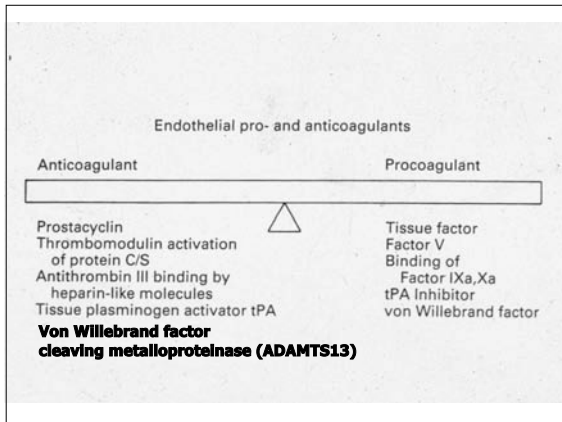 Endothelial pro- and anticoagulants
Anticoagulant
Procoagulant
Prostacyclin
Thrombomodulin activation
of protein C/S
Antithrombin III binding by
heparin-like molecules
Tissue plasminogen activator tPA
Von Willebrand factor
cleaving metalloproteinase (ADAMTS13)
Tissue factor
Factor V
Binding of
Factor IXa,Xa
tPA Inhibitor
von Willebrand factor